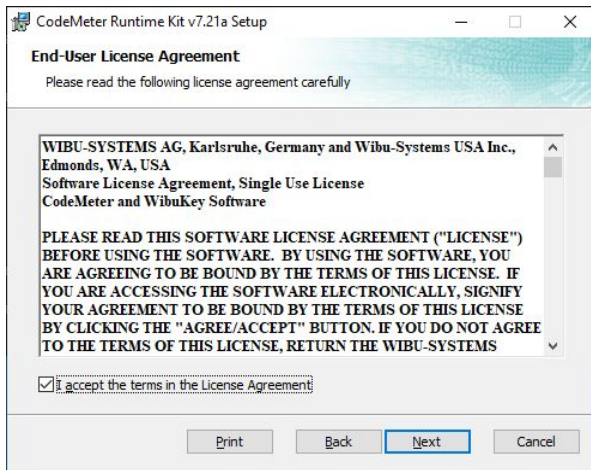 CodeMeter Runtime Kit v7.21a Setup
End-User License Agreement
Please read the following license agreement carefully
WIBU-SYSTEMS AG, Karlsruhe, Germany and Wibu-Systems USA Inc.,
Edmonds, WA, USA
Software License Agreement, Single Use License
CodeMeter and WibuKey Software
PLEASE READ THIS SOFTWARE LICENSE AGREEMENT ("LICENSE")
BEFORE USING THE SOFTWARE.  BY USING THE SOFTWARE, YOU
ARE AGREEING TO BE BOUND BY THE TERMS OF THIS LICENSE.  IF
YOU ARE ACCESSING THE SOFTWARE ELECTRONICALLY, SIGNIFY
YOUR AGREEMENT TO BE BOUND BY THE TERMS OF THIS LICENSE
BY CLICKING THE "AGREE/ACCEPT" BUTTON. IF YOU DO NOT AGREE
TO THE TERMS OF THIS LICENSE, RETURN THE WIBU-SYSTEMS
I accept the terms in the License Agreement
Print Back Next Cancel